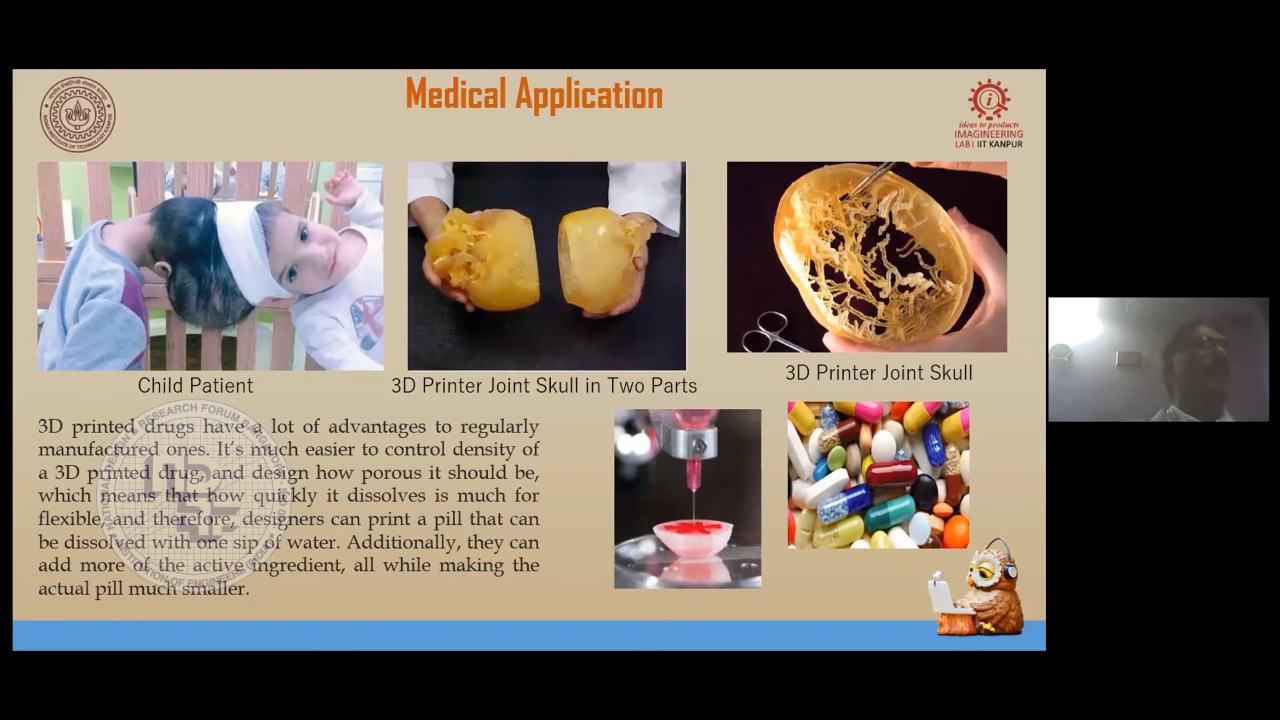 Medical Application
ideas to products
IMAGINEERING
LAB | IIT KANPUR
Child Patient
3D Printer Joint Skull in Two Parts
3D Printer Joint Skull
3D printed drugs have a lot of advantages to regularly
manufactured ones. It's much easier to control density of
a 3D printed drug, and design how porous it should be,
which means that how quickly it dissolves is much for
flexible, and therefore, designers can print a pill that can
be dissolved with one sip of water. Additionally, they can
add more of the active ingredient, all while making the
actual pill much smaller.
RESEARCH FORUM